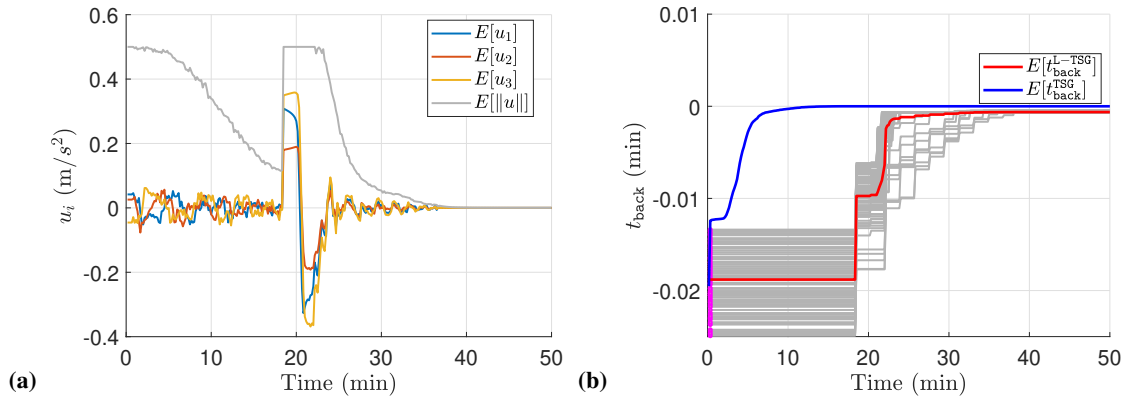 0.6
0.4
0.2
0
-0.2
-0.4
u_i (m/s^2)
0 10 20 30 40 50
Time (min)
E[u_1]
E[u_2]
E[u_3]
E[||u||]
(a)
0.01
0
-0.01
-0.02
t_back (min)
0 10 20 30 40 50
Time (min)
E[t_back^L-TSG]
E[t_back^TSG]
(b)